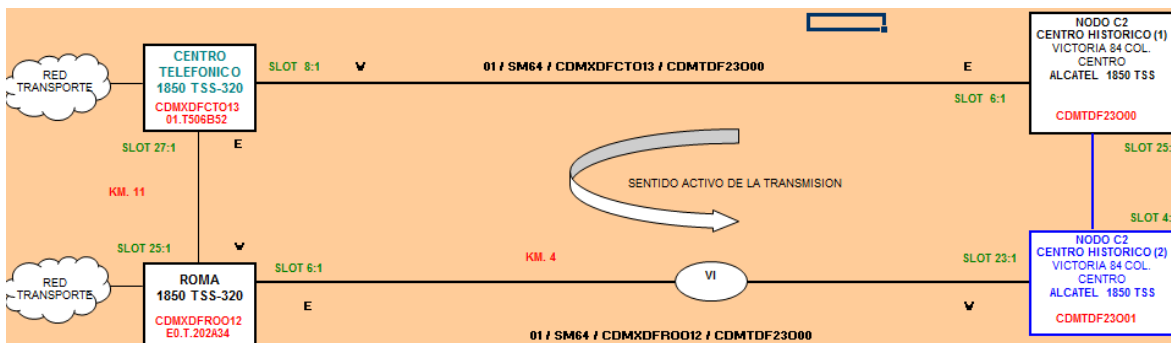 RED
TRANSPORTE
CENTRO
TELEFONICO
1850 TSS-320
CDMXDFCTO13
01.T506B52
SLOT 8:1
W
01 / SM64 / CDMXDFCTO13 / CDMTDF23O00
E
SLOT 6:1
NODO C2
CENTRO HISTORICO (1)
VICTORIA 84 COL.
CENTRO
ALCATEL 1850 TSS
CDMTDF23O00
SLOT 27:1
E
SLOT 25:
KM. 11
SENTIDO ACTIVO DE LA TRANSMISION
SLOT 4:
SLOT 25:1
W
RED
TRANSPORTE
ROMA
1850 TSS-320
CDMXDFROO12
E0.T.202A34
SLOT 6:1
E
KM. 4
VI
SLOT 23:1
W
NODO C2
CENTRO HISTORICO (2)
VICTORIA 84 COL.
CENTRO
ALCATEL 1850 TSS
CDMTDF23O01
01 / SM64 / CDMXDFROO12 / CDMTDF23O00